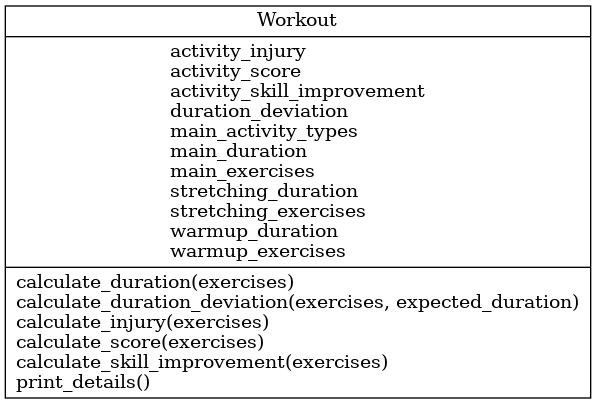 Workout
activity_injury
activity_score
activity_skill_improvement
duration_deviation
main_activity_types
main_duration
main_exercises
stretching_duration
stretching_exercises
warmup_duration
warmup_exercises
calculate_duration(exercises)
calculate_duration_deviation(exercises, expected_duration)
calculate_injury(exercises)
calculate_score(exercises)
calculate_skill_improvement(exercises)
print_details()